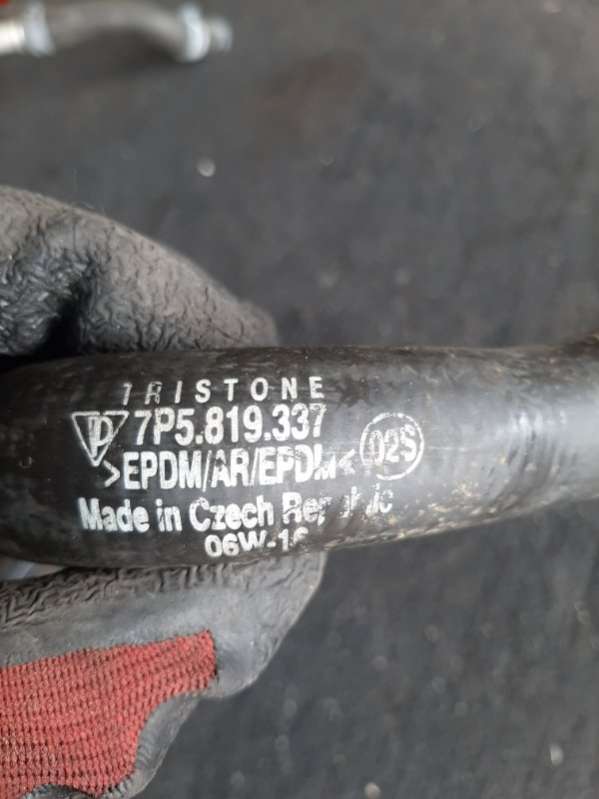 TRISTONE
7P5.819.337
>EPDM/AR/EPDM<
02S
Made in Czech Republic
06W-16